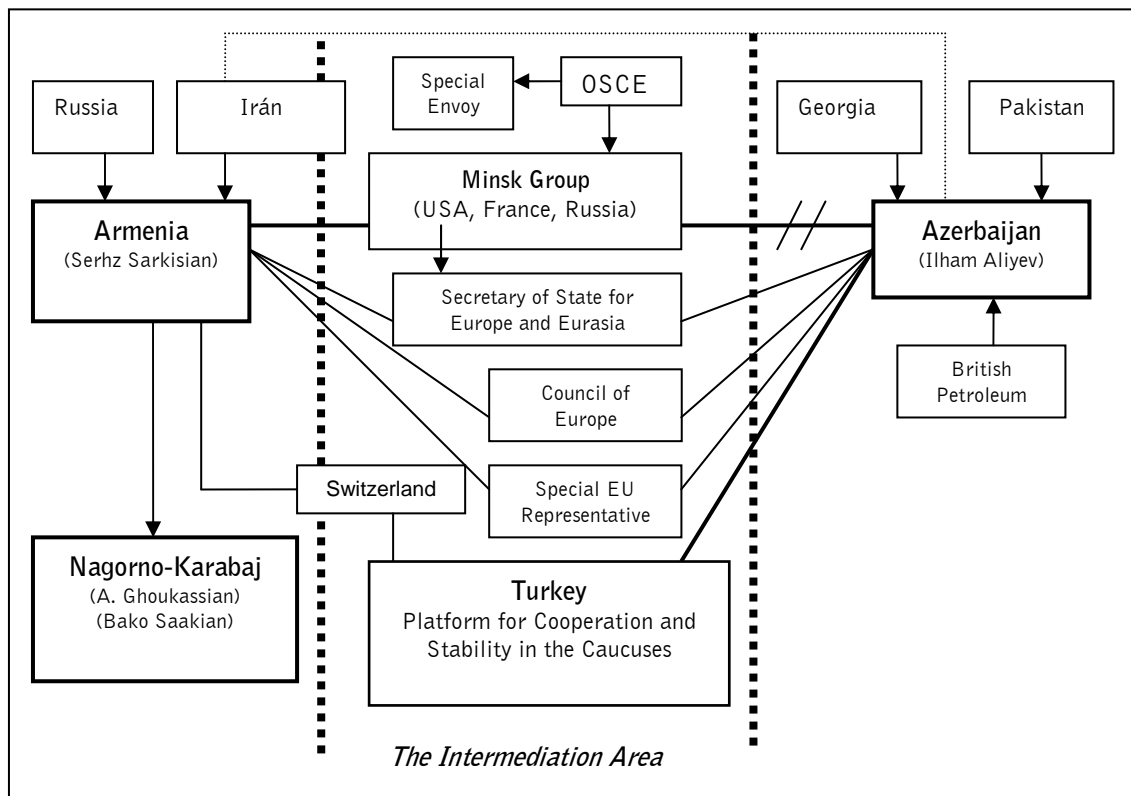 Russia
Irán
Special
Envoy
OSCE
Georgia
Pakistan
Minsk Group
(USA, France, Russia)
Armenia
(Serhz Sarkisian)
Azerbaijan
(Ilham Aliyev)
Secretary of State for
Europe and Eurasia
British
Petroleum
Council of
Europe
Switzerland
Special EU
Representative
Nagorno-Karabaj
(A. Ghoukassian)
(Bako Saakian)
Turkey
Platform for Cooperation and
Stability in the Caucuses
The Intermediation Area